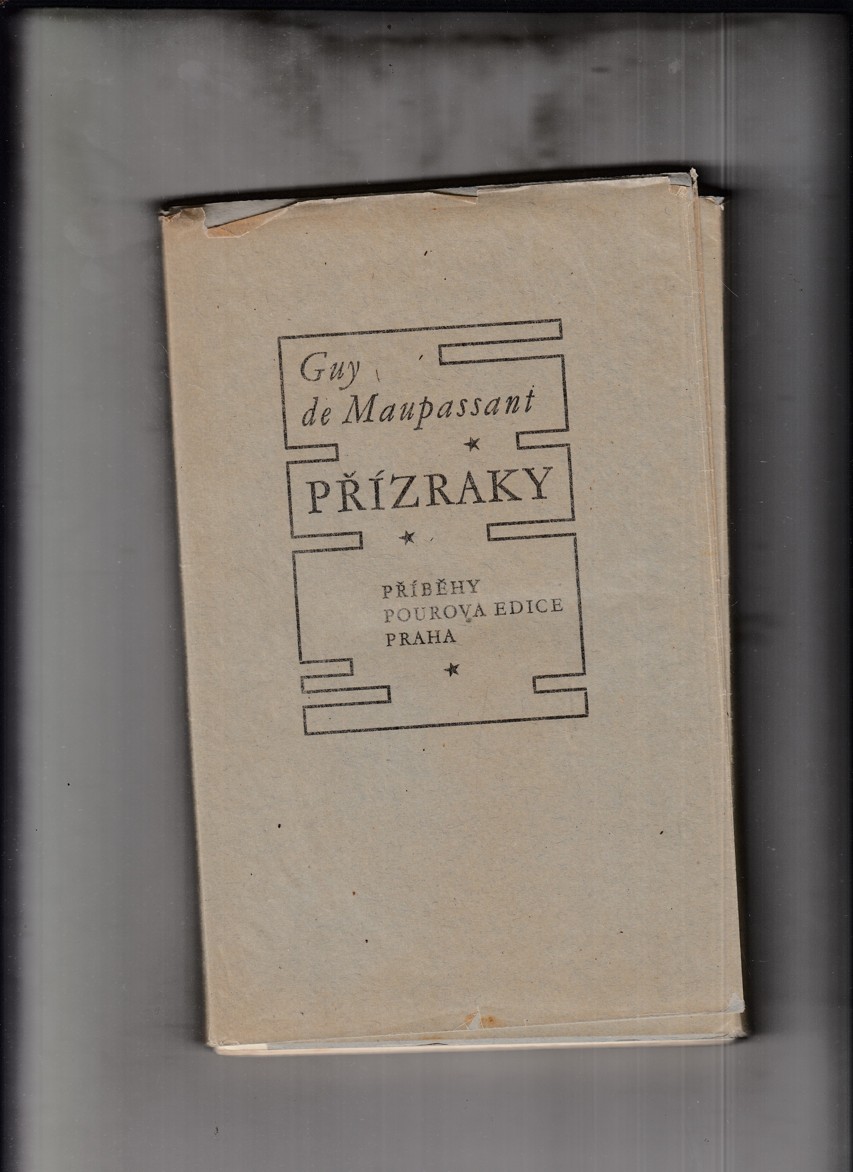 Guy
de Maupassant
PŘÍZRAKY
PŘÍBĚHY
POUROVA EDICE
PRAHA